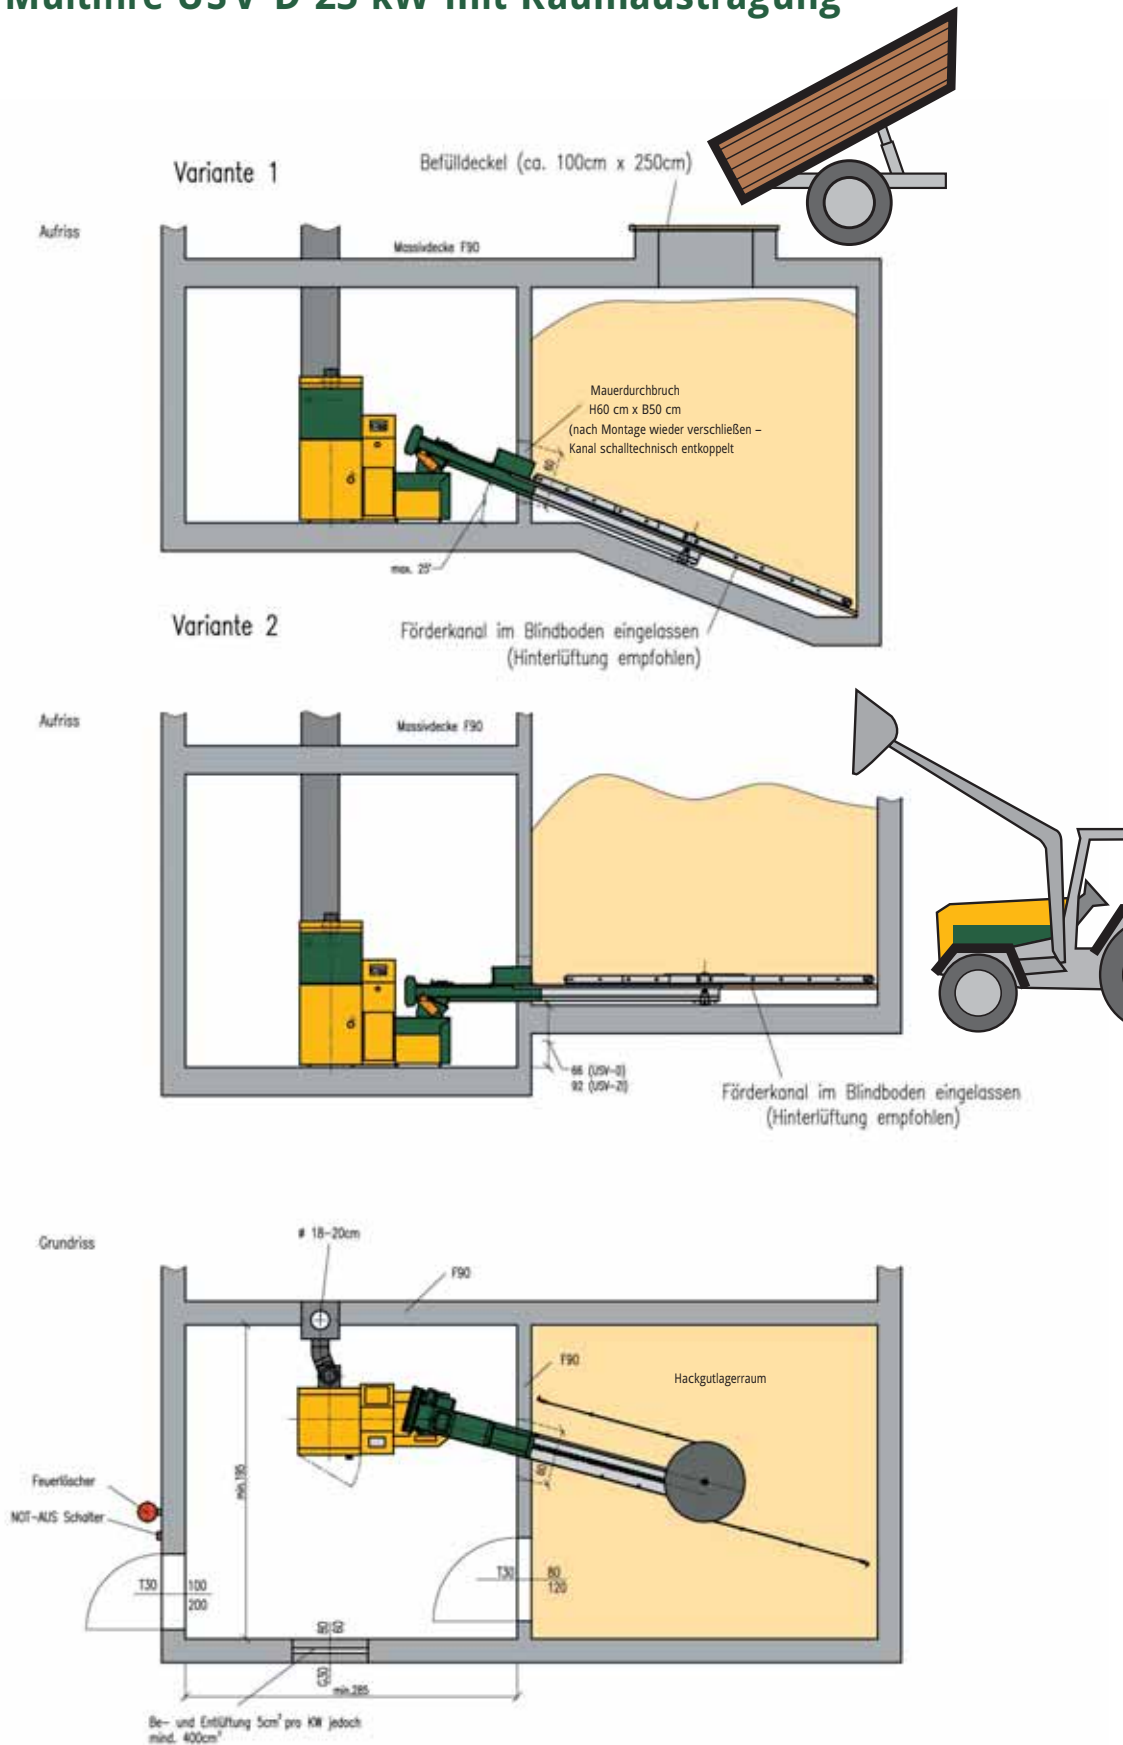 Multifire USV-D 25 kW mit Raumaustragung
Variante 1
Befülldeckel (ca. 100cm x 250cm)
Aufriss
Massivdecke F90
Mauerdurchbruch
H60 cm x B50 cm
(nach Montage wieder verschließen –
Kanal schalltechnisch entkoppelt
60
max. 25°
Förderkanal im Blindboden eingelassen
(Hinterlüftung empfohlen)
Variante 2
Aufriss
Massivdecke F90
66 (USV-D)
92 (USV-ZI)
Förderkanal im Blindboden eingelassen
(Hinterlüftung empfohlen)
Grundriss
ø 18-20cm
F90
F90
Hackgutlagerraum
60
min.195
Feuerlöscher
NOT-AUS Schalter
T30
100
200
T30
80
120
60
G30
min.285
Be- und Entlüftung 5cm² pro KW jedoch
mind. 400cm²